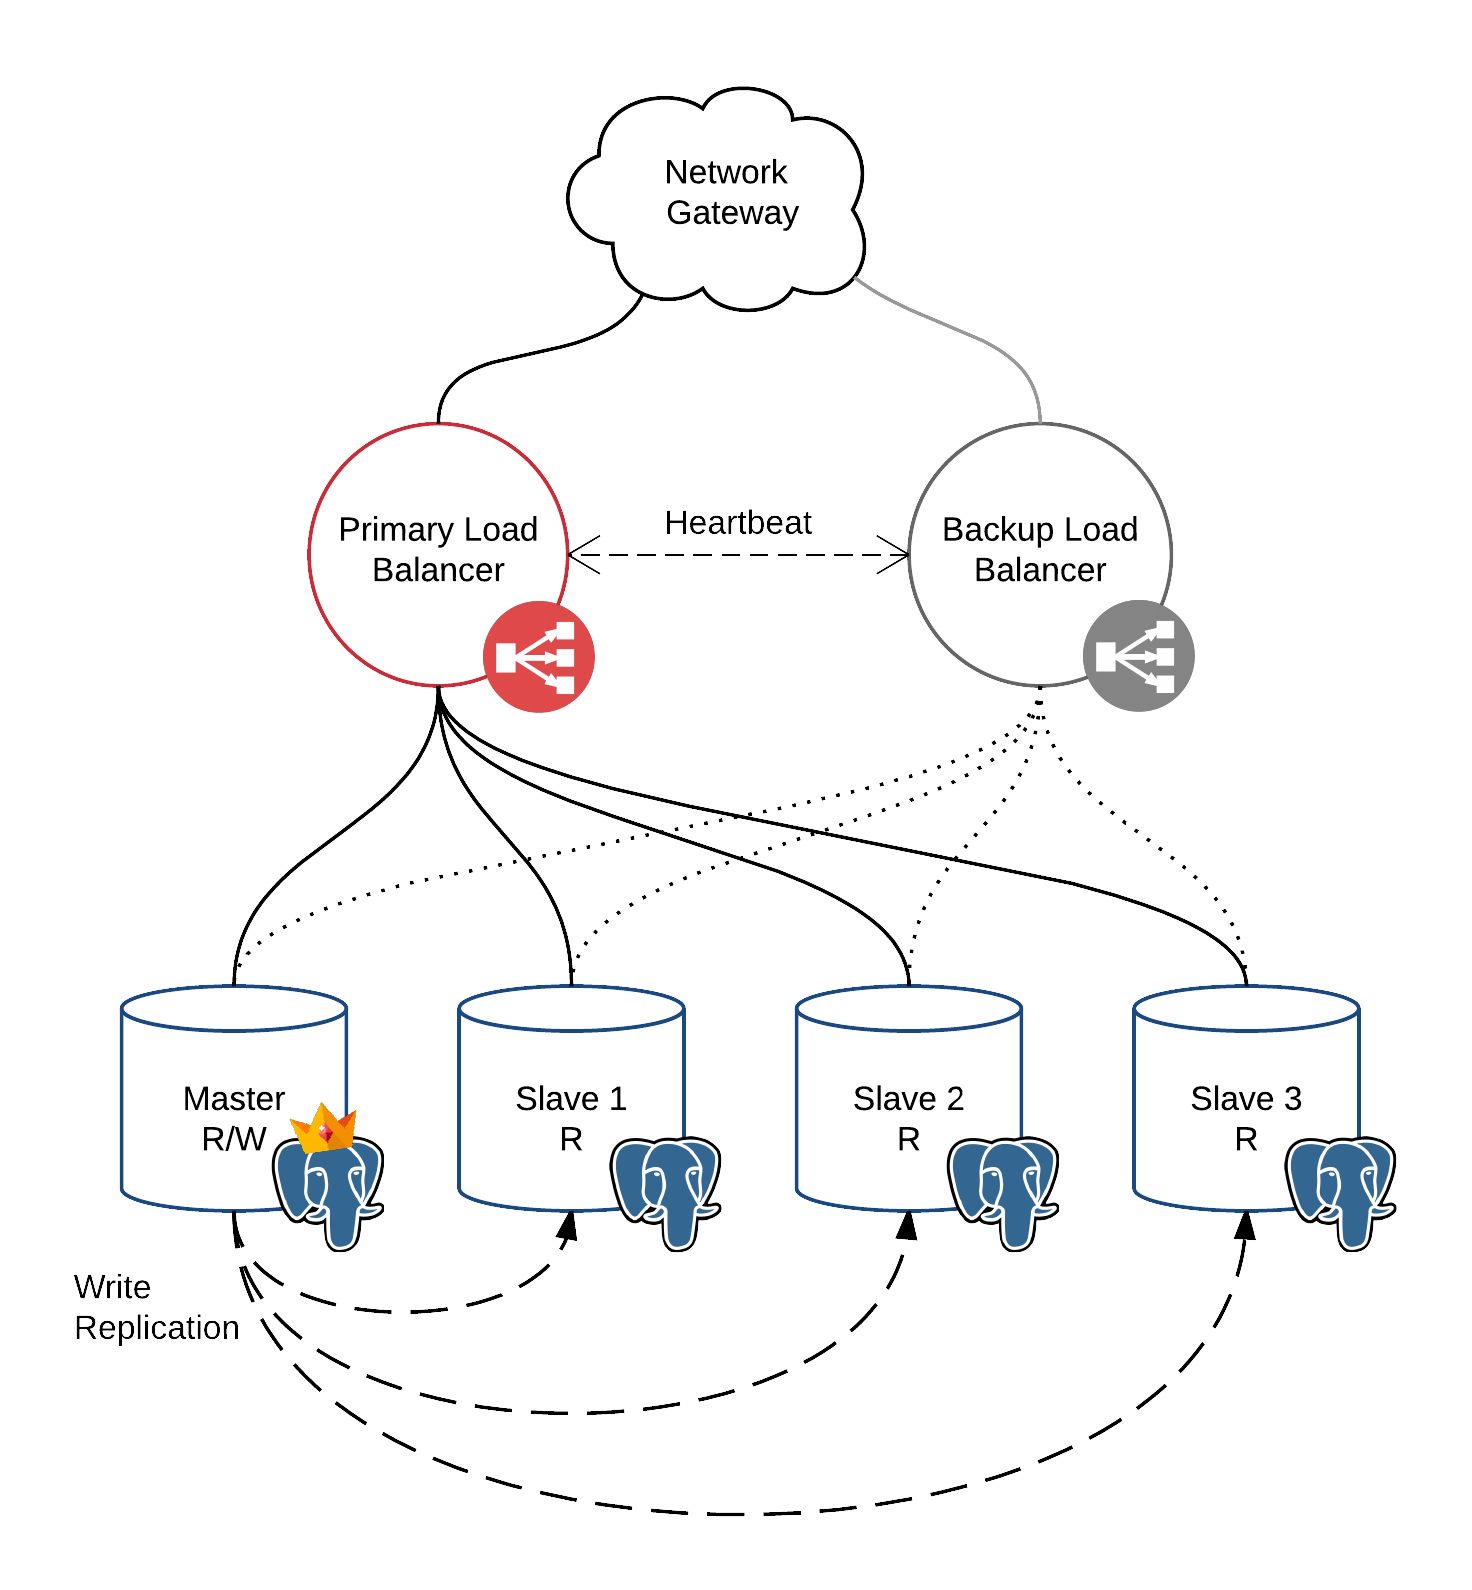 Network
Gateway
Heartbeat
Primary Load
Balancer
Backup Load
Balancer
Master
R/W
Slave 1
R
Slave 2
R
Slave 3
R
Write
Replication